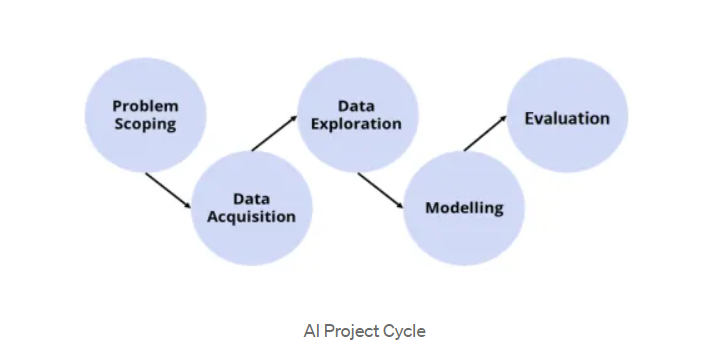 Problem
Scoping
Data
Acquisition
Data
Exploration
Modelling
Evaluation
AI Project Cycle